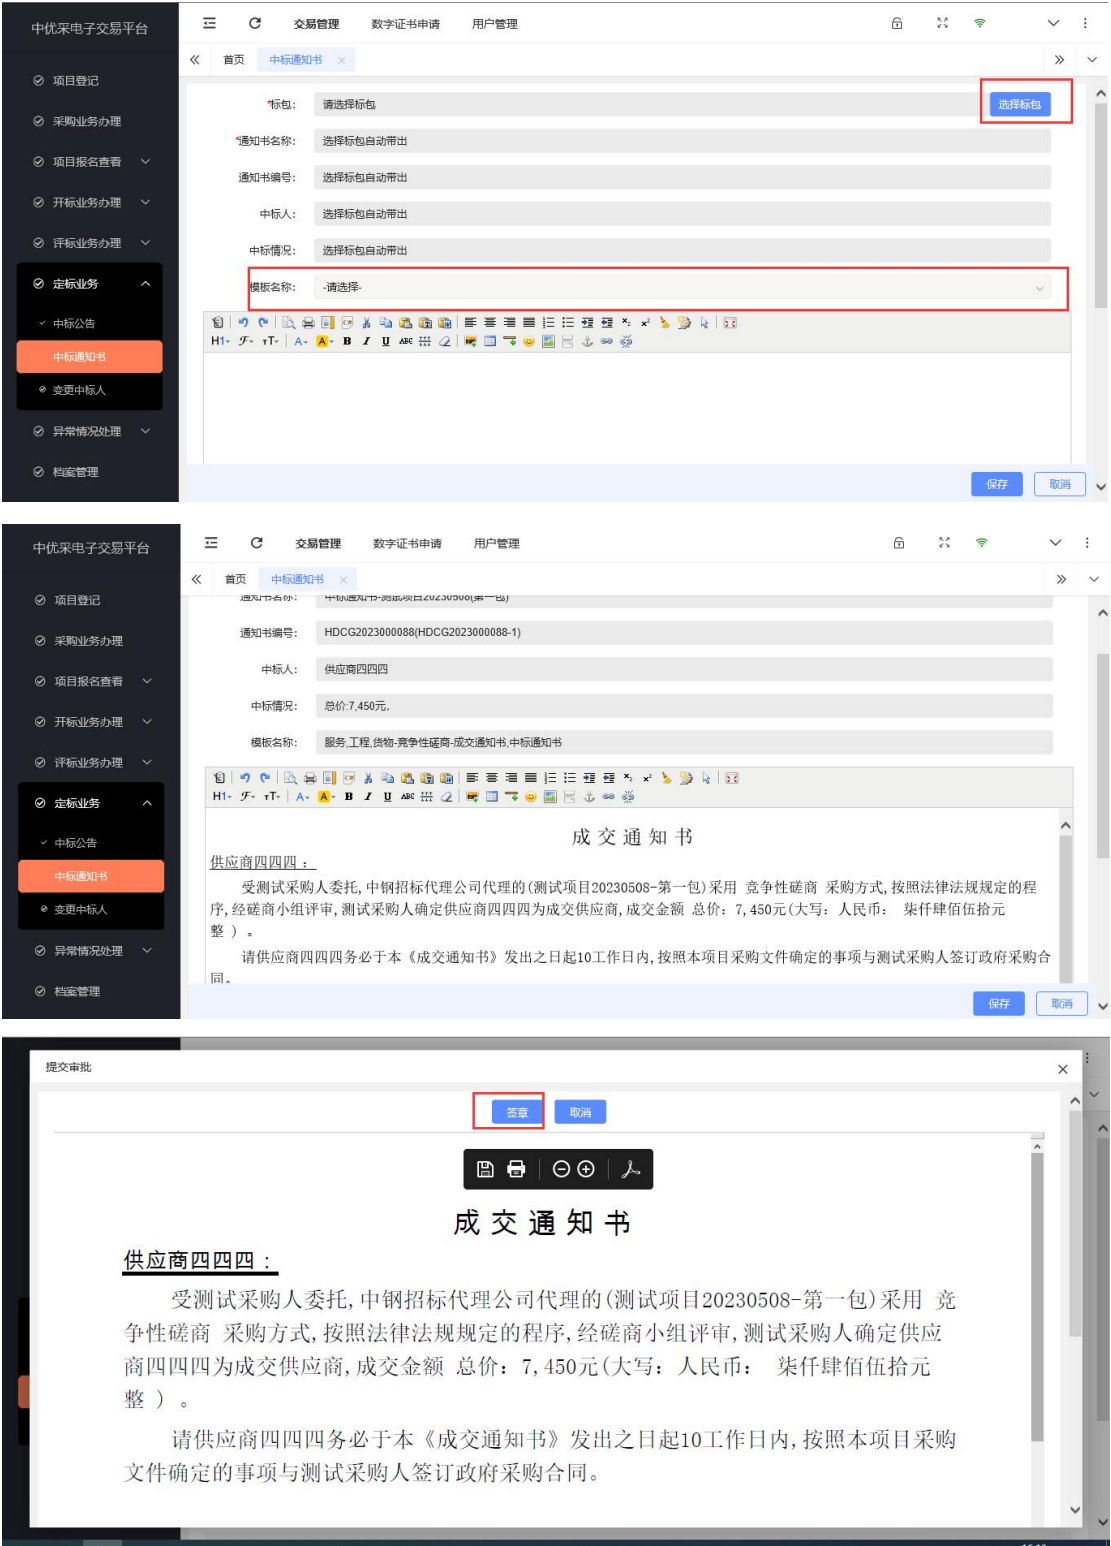 中优采电子交易平台
交易管理 数字证书申请 用户管理
首页 中标通知书 ×
项目登记
采购业务办理
项目报名查看
开标业务办理
评标业务办理
定标业务
中标公告
中标通知书
变更中标人
异常情况处理
档案管理
*标包: 请选择标包 选择标包
*通知书名称: 选择标包自动带出
通知书编号: 选择标包自动带出
中标人: 选择标包自动带出
中标情况: 选择标包自动带出
模板名称: -请选择-
保存 取消
中优采电子交易平台
交易管理 数字证书申请 用户管理
首页 中标通知书 ×
项目登记
采购业务办理
项目报名查看
开标业务办理
评标业务办理
定标业务
中标公告
中标通知书
变更中标人
异常情况处理
档案管理
通知书名称: 中标通知书-测试项目20230508(第一包)
通知书编号: HDCG2023000088(HDCG2023000088-1)
中标人: 供应商四四四
中标情况: 总价:7,450元,
模板名称: 服务,工程,货物-竞争性磋商-成交通知书,中标通知书
成交通知书
供应商四四四：
受测试采购人委托,中钢招标代理公司代理的(测试项目20230508-第一包)采用 竞争性磋商 采购方式,按照法律法规规定的程
序,经磋商小组评审,测试采购人确定供应商四四四为成交供应商,成交金额 总价: 7,450元(大写: 人民币: 柒仟肆佰伍拾元
整 ) 。
请供应商四四四务必于本《成交通知书》发出之日起10工作日内,按照本项目采购文件确定的事项与测试采购人签订政府采购合
同。
保存 取消
提交审批
签章 取消
成交通知书
供应商四四四：
受测试采购人委托,中钢招标代理公司代理的(测试项目20230508-第一包)采用 竞
争性磋商 采购方式,按照法律法规规定的程序,经磋商小组评审,测试采购人确定供应
商四四四为成交供应商,成交金额 总价: 7,450元(大写: 人民币: 柒仟肆佰伍拾元
整 ) 。
请供应商四四四务必于本《成交通知书》发出之日起10工作日内,按照本项目采购
文件确定的事项与测试采购人签订政府采购合同。